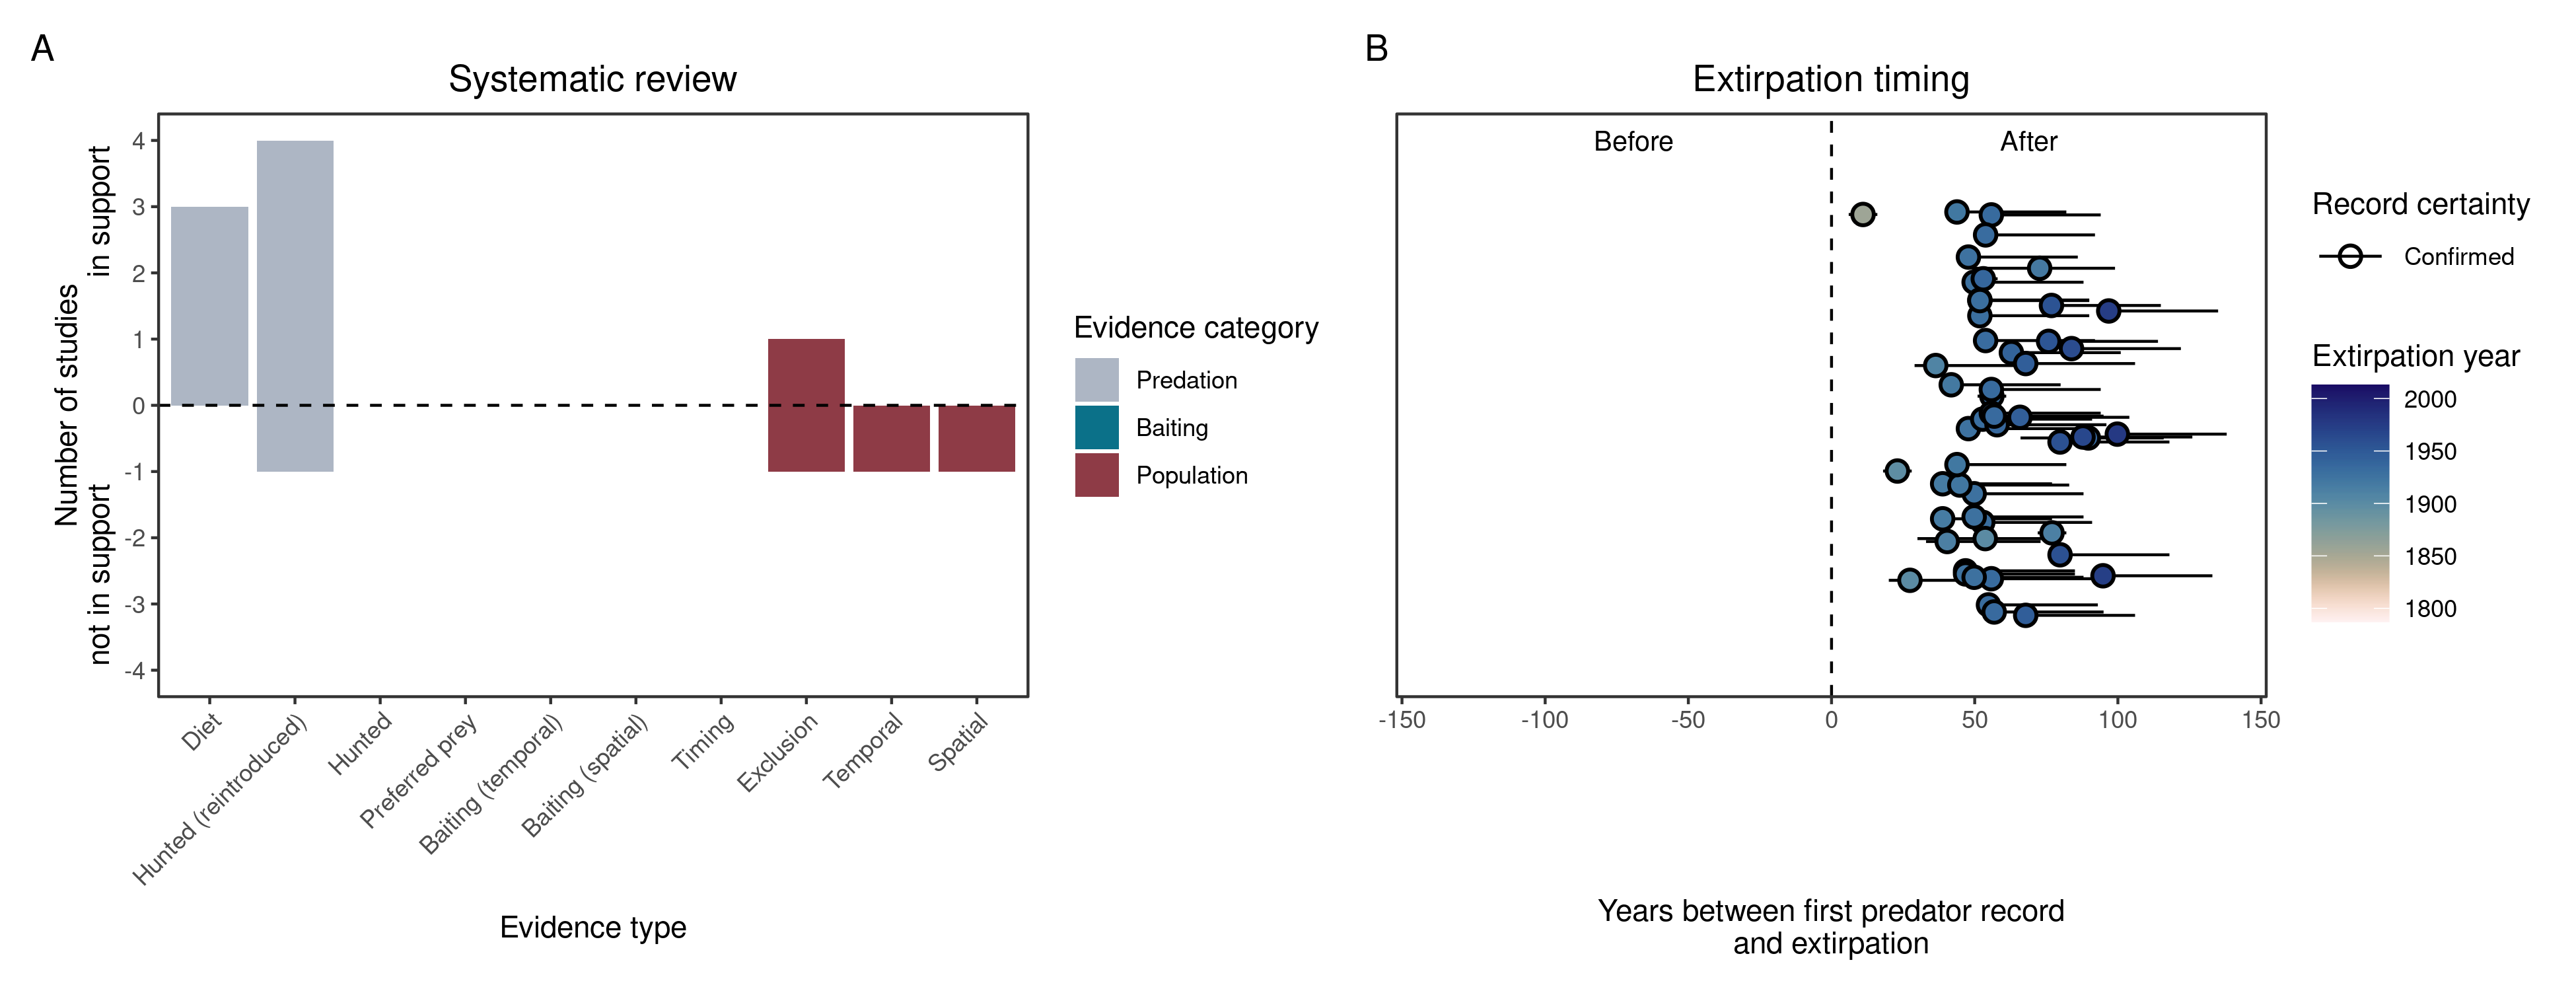 A
Systematic review
Number of studies
in support
not in support
4
3
2
1
0
-1
-2
-3
-4
Diet
Hunted (reintroduced)
Hunted
Preferred prey
Baiting (temporal)
Baiting (spatial)
Timing
Exclusion
Temporal
Spatial
Evidence type
Evidence category
Predation
Baiting
Population
B
Extirpation timing
Before
After
-150
-100
-50
0
50
100
150
Years between first predator record
and extirpation
Record certainty
Confirmed
Extirpation year
2000
1950
1900
1850
1800